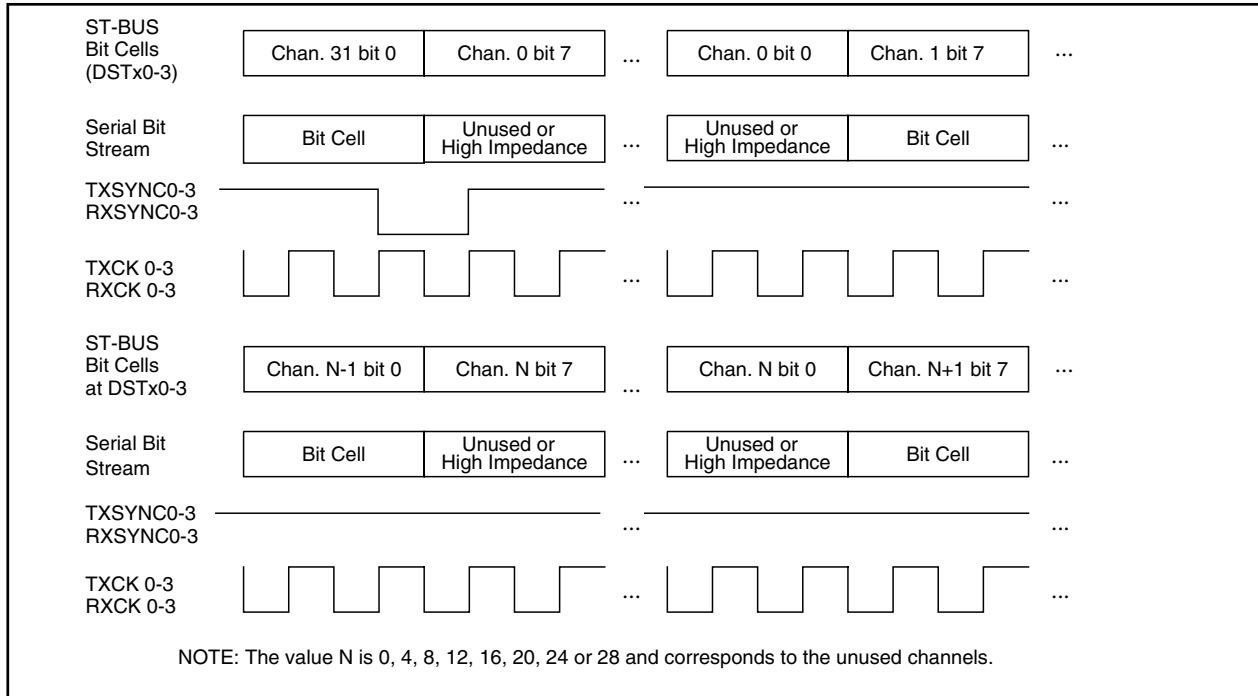 ST-BUS
Bit Cells
(DSTx0-3)
Chan. 31 bit 0
Chan. 0 bit 7
...
Chan. 0 bit 0
Chan. 1 bit 7
...
Serial Bit
Stream
Bit Cell
Unused or
High Impedance
...
Unused or
High Impedance
Bit Cell
...
TXSYNC0-3
RXSYNC0-3
...
...
TXCK 0-3
RXCK 0-3
...
...
ST-BUS
Bit Cells
at DSTx0-3
Chan. N-1 bit 0
Chan. N bit 7
...
Chan. N bit 0
Chan. N+1 bit 7
...
Serial Bit
Stream
Bit Cell
Unused or
High Impedance
...
Unused or
High Impedance
Bit Cell
...
TXSYNC0-3
RXSYNC0-3
...
...
TXCK 0-3
RXCK 0-3
...
...
NOTE: The value N is 0, 4, 8, 12, 16, 20, 24 or 28 and corresponds to the unused channels.